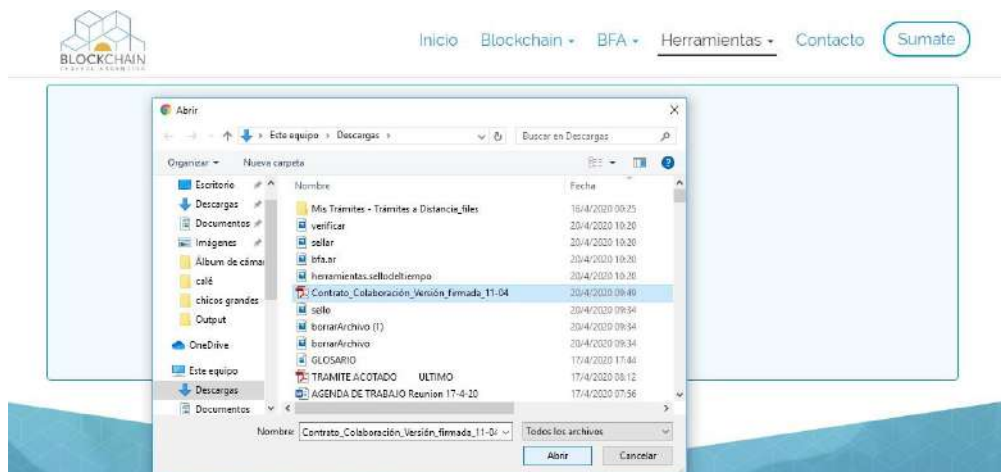 BLOCKCHAIN
FEDERAL ARGENTINA
Inicio Blockchain BFA Herramientas Contacto Sumate
Abrir
Este equipo › Descargas ›
Buscar en Descargas
Organizar Nueva carpeta
Escritorio
Descargas
Documentos
Imágenes
Álbum de cámar
calé
chicos grandes
Output
OneDrive
Este equipo
Descargas
Documentos
Nombre Fecha
Mis Trámites - Trámites a Distancia_files 16/4/2020 00:25
verificar 20/4/2020 10:20
sellar 20/4/2020 10:20
bfa.ar 20/4/2020 10:20
herramientas.sellodeltiempo 20/4/2020 10:20
Contrato_Colaboración_Versión_firmada_11-04 20/4/2020 09:49
sello 20/4/2020 09:34
borrarArchivo (1) 20/4/2020 09:34
borrarArchivo 20/4/2020 09:34
GLOSARIO 17/4/2020 17:44
TRAMITE ACOTADO ULTIMO 17/4/2020 08:12
AGENDA DE TRABAJO Reunion 17-4-20 17/4/2020 07:56
Nombre: Contrato_Colaboración_Versión_firmada_11-04 Todos los archivos
Abrir Cancelar